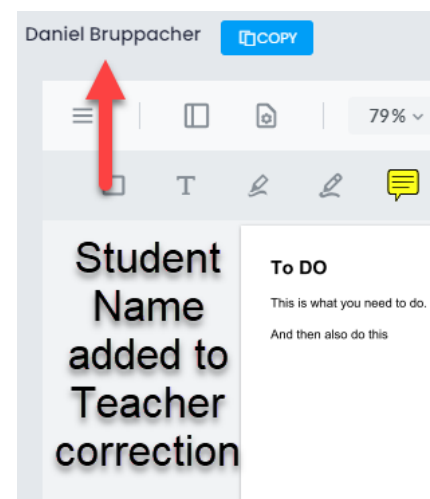 Daniel Bruppacher
COPY
79%
T
Student
Name
added to
Teacher
correction
To DO
This is what you need to do.
And then also do this